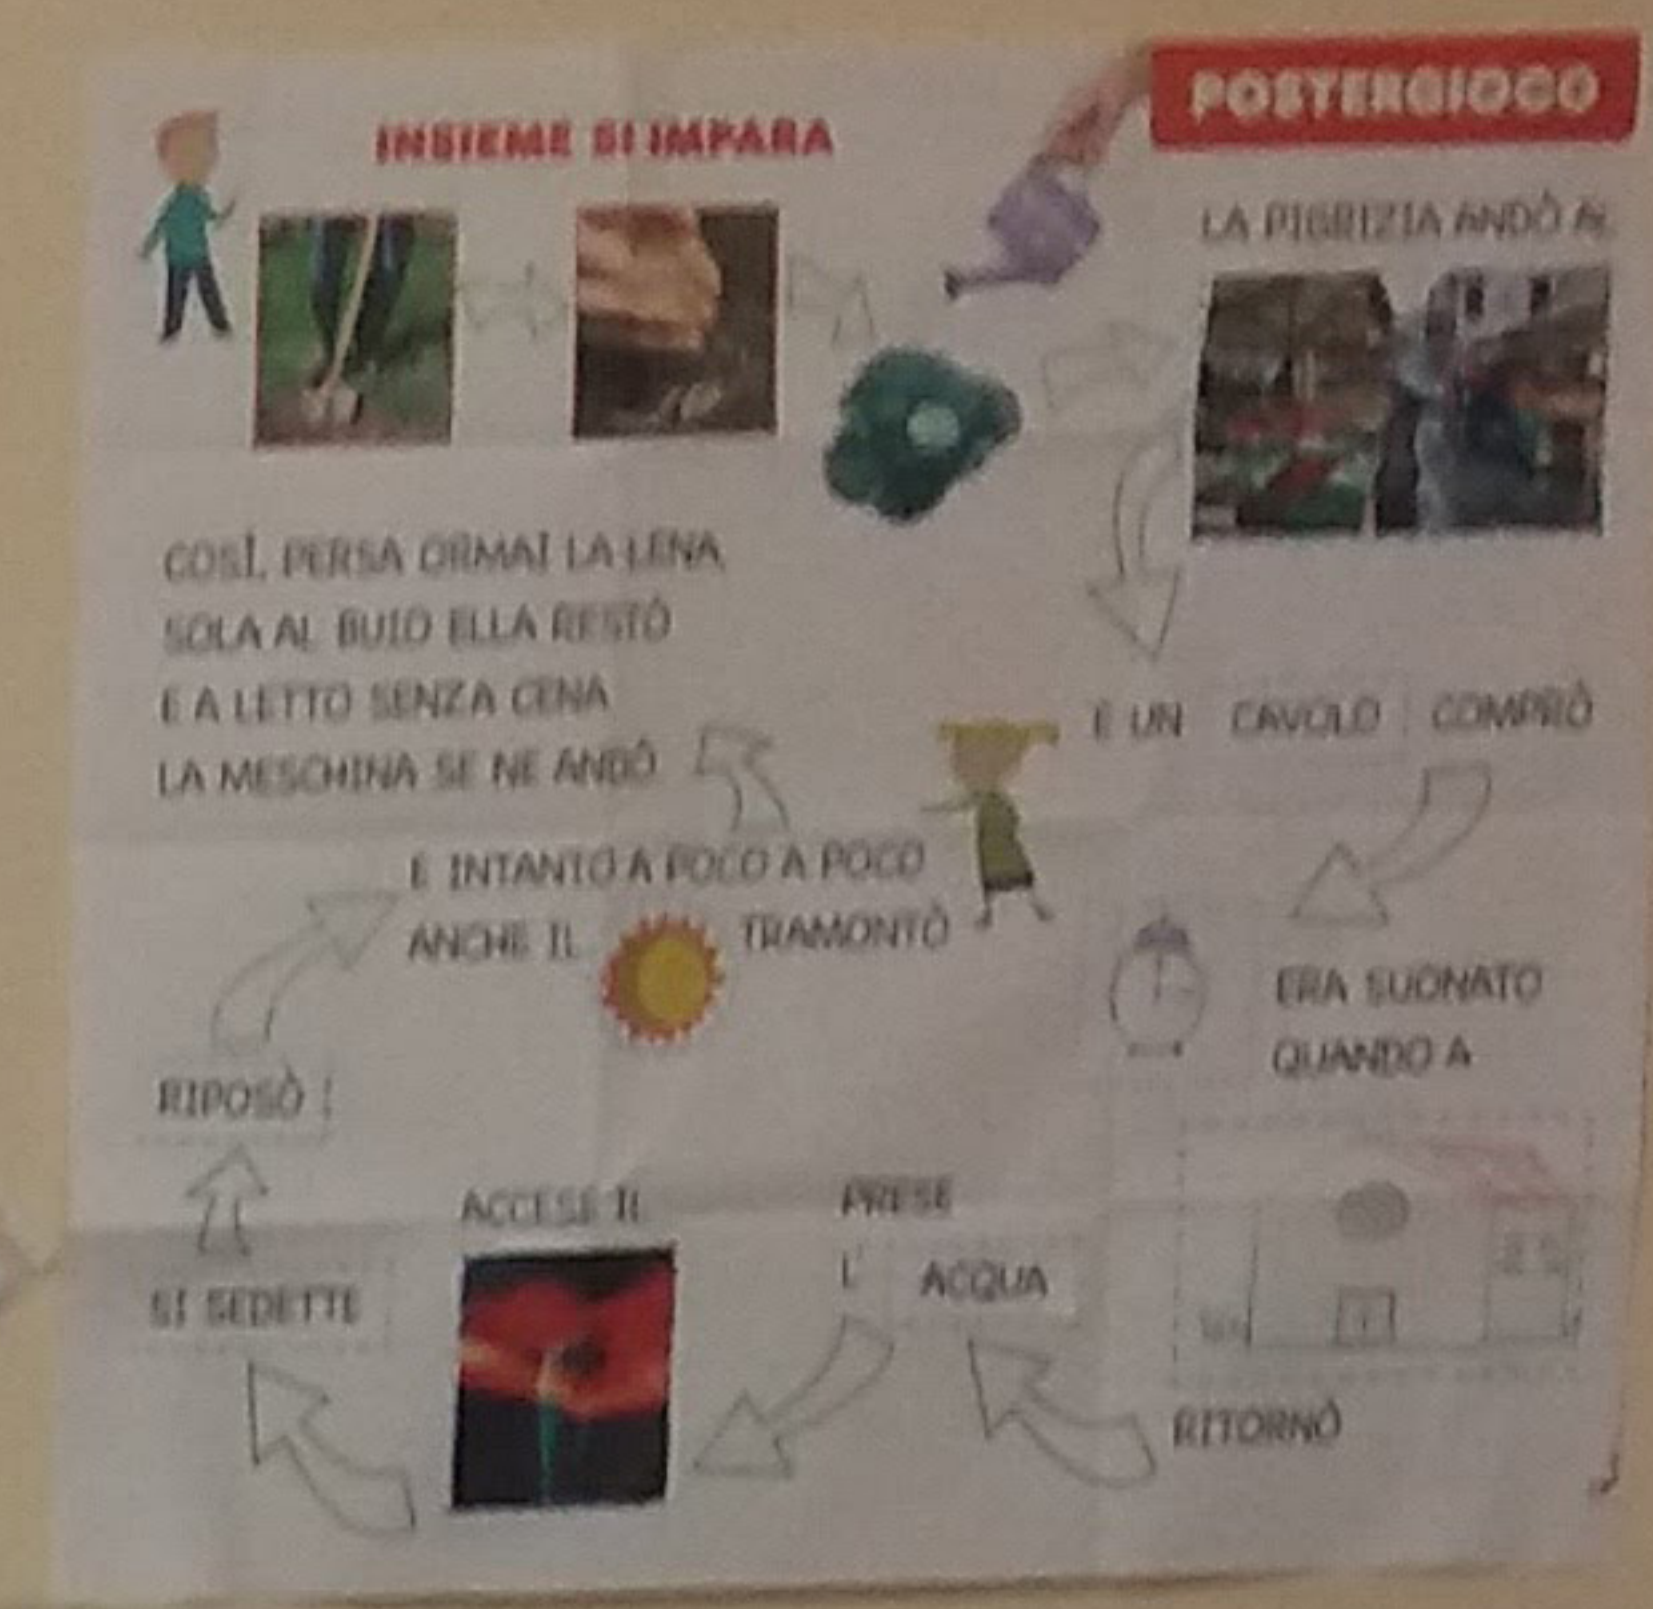 POSTERGIOCO
INSIEME SI IMPARA
LA PIGRIZIA ANDÒ AL
E UN CAVOLO COMPRÒ
ERA SUONATO
QUANDO A
RITORNÒ
PRESE
L' ACQUA
ACCESE IL
SI SEDETTE
RIPOSÒ
E INTANTO A POCO A POCO
ANCHE IL TRAMONTÒ
COSÌ, PERSA ORMAI LA LENA
SOLA AL BUIO ELLA RESTÒ
E A LETTO SENZA CENA
LA MESCHINA SE NE ANDÒ